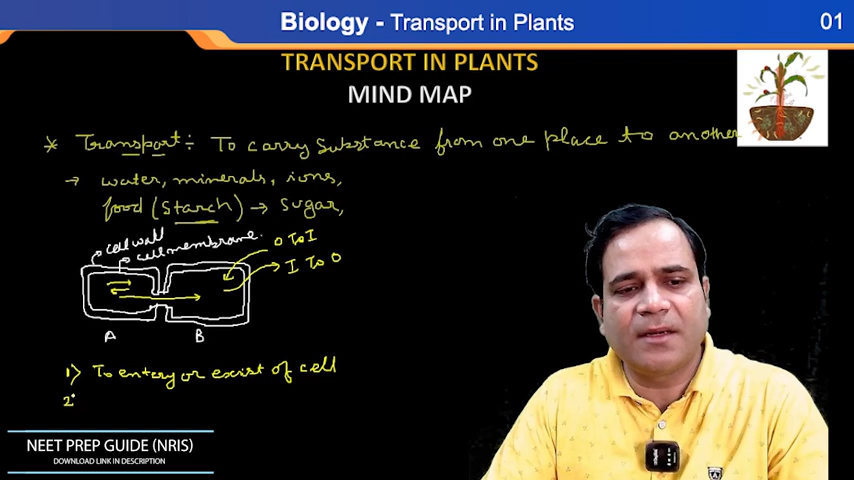 Biology - Transport in Plants
01
TRANSPORT IN PLANTS
MIND MAP
* Transport:- To carry substance from one place to another
→ water, minerals, ions,
food (starch) → sugar,
cell wall
cell membrane.
O To I
I To O
A
B
1) To entery or exist of cell
2
NEET PREP GUIDE (NRIS)
DOWNLOAD LINK IN DESCRIPTION